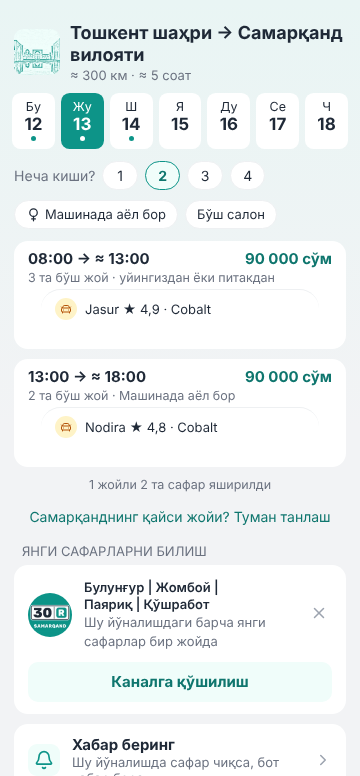 Тошкент шаҳри → Самарқанд
вилояти
≈ 300 км · ≈ 5 соат
Бу Жу Ш Я Ду Се Ч
12 13 14 15 16 17 18
Неча киши? 1 2 3 4
Машинада аёл бор Бўш салон
08:00 → ≈ 13:00 90 000 сўм
3 та бўш жой · уйингиздан ёки питакдан
Jasur ★ 4,9 · Cobalt
13:00 → ≈ 18:00 90 000 сўм
2 та бўш жой · Машинада аёл бор
Nodira ★ 4,8 · Cobalt
1 жойли 2 та сафар яширилди
Самарқанднинг қайси жойи? Туман танлаш
ЯНГИ САФАРЛАРНИ БИЛИШ
Булунғур | Жомбой |
Паяриқ | Қўшработ
30 R
SAMARQAND
Шу йўналишдаги барча янги
сафарлар бир жойда
Каналга қўшилиш
Хабар беринг
Шу йўналишда сафар чиқса, бот